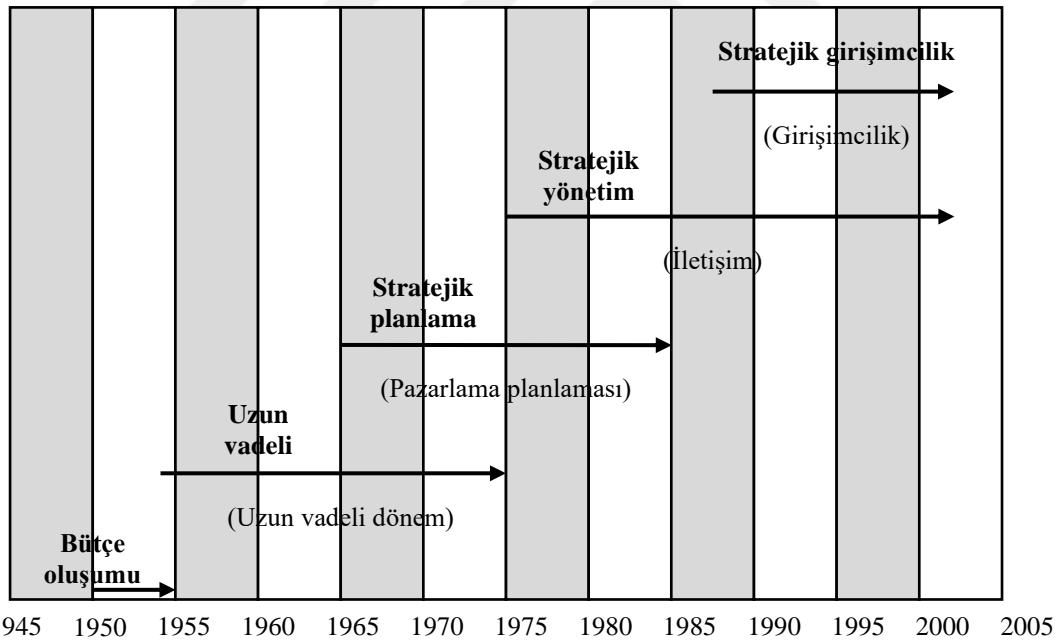 Stratejik girişimcilik
(Girişimcilik)
Stratejik
yönetim
(İletişim)
Stratejik
planlama
(Pazarlama planlaması)
Uzun
vadeli
(Uzun vadeli dönem)
Bütçe
oluşumu
945 1950 1955 1960 1965 1970 1975 1980 1985 1990 1995 2000 2005